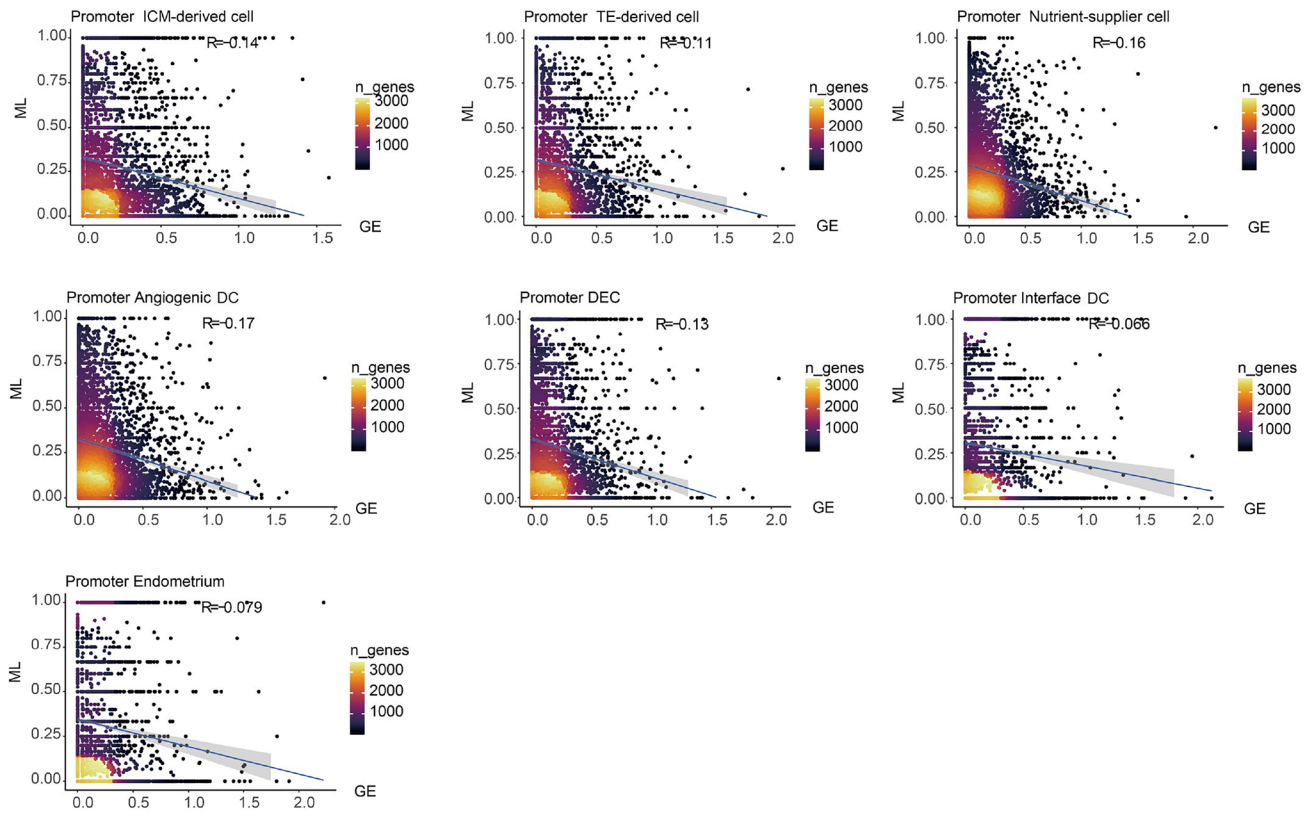 Promoter ICM-derived cell
R=-0.14
1.00
0.75
0.50
0.25
0.00
ML
n_genes
3000
2000
1000
0.0 0.5 1.0 1.5
GE
Promoter TE-derived cell
R=-0.11
1.00
0.75
0.50
0.25
0.00
ML
n_genes
3000
2000
1000
0.0 0.5 1.0 1.5 2.0
GE
Promoter Nutrient-supplier cell
R=-0.16
1.00
0.75
0.50
0.25
0.00
ML
n_genes
3000
2000
1000
0.0 0.5 1.0 1.5 2.0
GE
Promoter Angiogenic DC
R=-0.17
1.00
0.75
0.50
0.25
0.00
ML
n_genes
3000
2000
1000
0.0 0.5 1.0 1.5 2.0
GE
Promoter DEC
R=-0.13
1.00
0.75
0.50
0.25
0.00
ML
n_genes
3000
2000
1000
0.0 0.5 1.0 1.5 2.0
GE
Promoter Interface DC
R=-0.066
1.00
0.75
0.50
0.25
0.00
ML
n_genes
3000
2000
1000
0.0 0.5 1.0 1.5 2.0
GE
Promoter Endometrium
R=-0.079
1.00
0.75
0.50
0.25
0.00
ML
n_genes
3000
2000
1000
0.0 0.5 1.0 1.5 2.0
GE